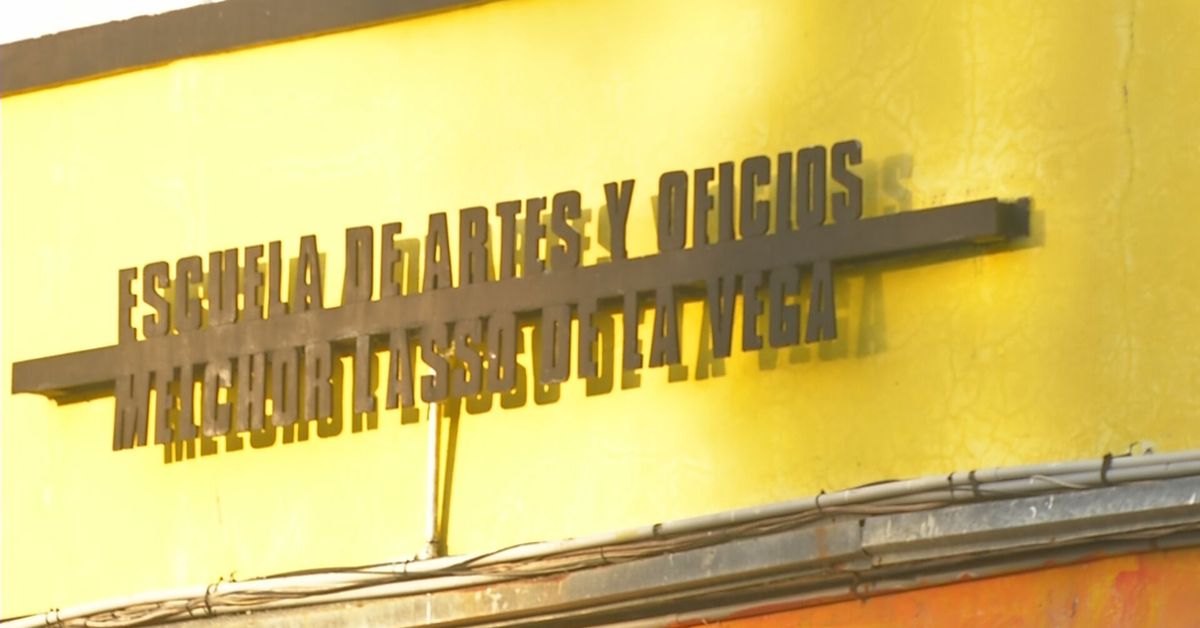 ESCUELA DE ARTES Y OFICIOS
MELCHOR LASSO DE LA VEGA